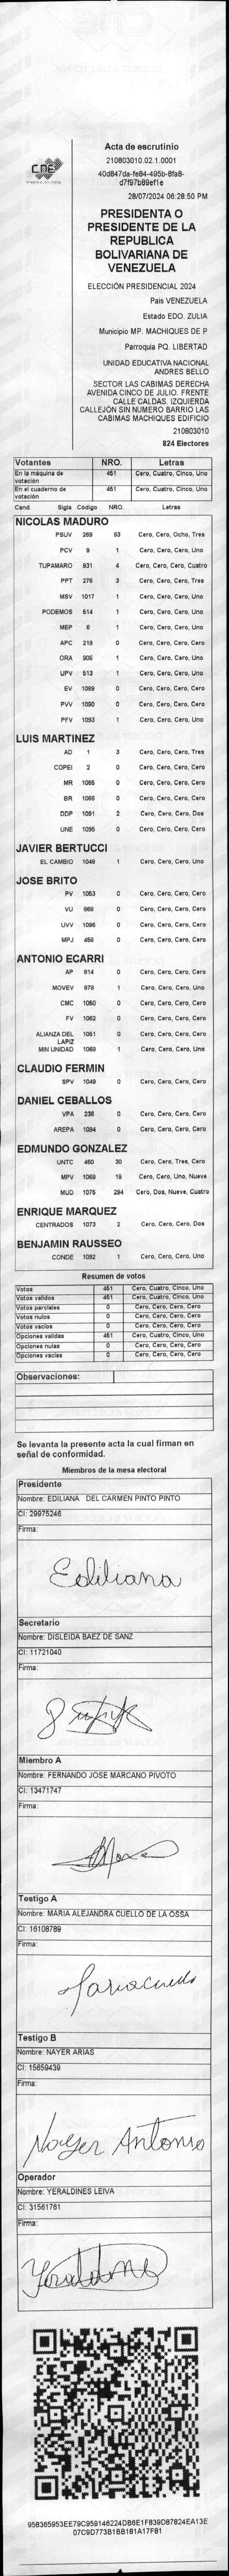 CNE
Acta de escrutinio
210803010.02.1.0001
40d847da-fe84-495b-8fa8-
d7f97b89ef1e
28/07/2024 06:28:50 PM
PRESIDENTA O
PRESIDENTE DE LA
REPUBLICA
BOLIVARIANA DE
VENEZUELA
ELECCIÓN PRESIDENCIAL 2024
País VENEZUELA
Estado EDO. ZULIA
Municipio MP. MACHIQUES DE P
Parroquia PQ. LIBERTAD
UNIDAD EDUCATIVA NACIONAL
ANDRES BELLO
SECTOR LAS CABIMAS DERECHA
AVENIDA CINCO DE JULIO. FRENTE
CALLE CALDAS. IZQUIERDA
CALLEJÓN SIN NUMERO BARRIO LAS
CABIMAS MACHIQUES EDIFICIO
210803010
824 Electores
Votantes NRO. Letras
En la máquina de votación 451 Cero, Cuatro, Cinco, Uno
En el cuaderno de votación 451 Cero, Cuatro, Cinco, Uno
Cand. Sigla Código NRO. Letras
NICOLAS MADURO
PSUV 269 83 Cero, Cero, Ocho, Tres
PCV 9 1 Cero, Cero, Cero, Uno
TUPAMARO 931 4 Cero, Cero, Cero, Cuatro
PPT 276 3 Cero, Cero, Cero, Tres
MSV 1017 1 Cero, Cero, Cero, Uno
PODEMOS 514 1 Cero, Cero, Cero, Uno
MEP 6 1 Cero, Cero, Cero, Uno
APC 219 0 Cero, Cero, Cero, Cero
ORA 906 1 Cero, Cero, Cero, Uno
UPV 513 1 Cero, Cero, Cero, Uno
EV 1089 0 Cero, Cero, Cero, Cero
PVV 1090 0 Cero, Cero, Cero, Cero
PFV 1093 1 Cero, Cero, Cero, Uno
LUIS MARTINEZ
AD 1 3 Cero, Cero, Cero, Tres
COPEI 2 0 Cero, Cero, Cero, Cero
MR 1065 0 Cero, Cero, Cero, Cero
BR 1066 0 Cero, Cero, Cero, Cero
DDP 1091 2 Cero, Cero, Cero, Dos
UNE 1095 0 Cero, Cero, Cero, Cero
JAVIER BERTUCCI
EL CAMBIO 1048 1 Cero, Cero, Cero, Uno
JOSE BRITO
PV 1053 0 Cero, Cero, Cero, Cero
VU 868 0 Cero, Cero, Cero, Cero
UVV 1096 0 Cero, Cero, Cero, Cero
MPJ 458 0 Cero, Cero, Cero, Cero
ANTONIO ECARRI
AP 814 0 Cero, Cero, Cero, Cero
MOVEV 878 1 Cero, Cero, Cero, Uno
CMC 1050 0 Cero, Cero, Cero, Cero
FV 1062 0 Cero, Cero, Cero, Cero
ALIANZA DEL LAPIZ 1051 0 Cero, Cero, Cero, Cero
MIN UNIDAD 1069 1 Cero, Cero, Cero, Uno
CLAUDIO FERMIN
SPV 1049 0 Cero, Cero, Cero, Cero
DANIEL CEBALLOS
VPA 236 0 Cero, Cero, Cero, Cero
AREPA 1094 0 Cero, Cero, Cero, Cero
EDMUNDO GONZALEZ
UNTC 480 30 Cero, Cero, Tres, Cero
MPV 1069 19 Cero, Cero, Uno, Nueve
MUD 1075 294 Cero, Dos, Nueve, Cuatro
ENRIQUE MARQUEZ
CENTRADOS 1073 2 Cero, Cero, Cero, Dos
BENJAMIN RAUSSEO
CONDE 1092 1 Cero, Cero, Cero, Uno
Resumen de votos
Votos 451 Cero, Cuatro, Cinco, Uno
Votos validos 451 Cero, Cuatro, Cinco, Uno
Votos parciales 0 Cero, Cero, Cero, Cero
Votos nulos 0 Cero, Cero, Cero, Cero
Votos vacios 0 Cero, Cero, Cero, Cero
Opciones validas 451 Cero, Cuatro, Cinco, Uno
Opciones nulas 0 Cero, Cero, Cero, Cero
Opciones vacias 0 Cero, Cero, Cero, Cero
Observaciones:
Se levanta la presente acta la cual firman en
señal de conformidad.
Miembros de la mesa electoral
Presidente
Nombre: EDILIANA DEL CARMEN PINTO PINTO
CI: 29975246
Firma:
Ediliana
Secretario
Nombre: DISLEIDA BAEZ DE SANZ
CI: 11721040
Firma:
Miembro A
Nombre: FERNANDO JOSE MARCANO PIVOTO
CI: 13471747
Firma:
Testigo A
Nombre: MARIA ALEJANDRA CUELLO DE LA OSSA
CI: 16108789
Firma:
Mariacuello
Testigo B
Nombre: NAYER ARIAS
CI: 15659439
Firma:
Nayer Antonio
Operador
Nombre: YERALDINES LEIVA
CI: 31561761
Firma:
958365953EE79C959146224DB6E1F839D87824EA13E
07C9D773B1BB181A17F81